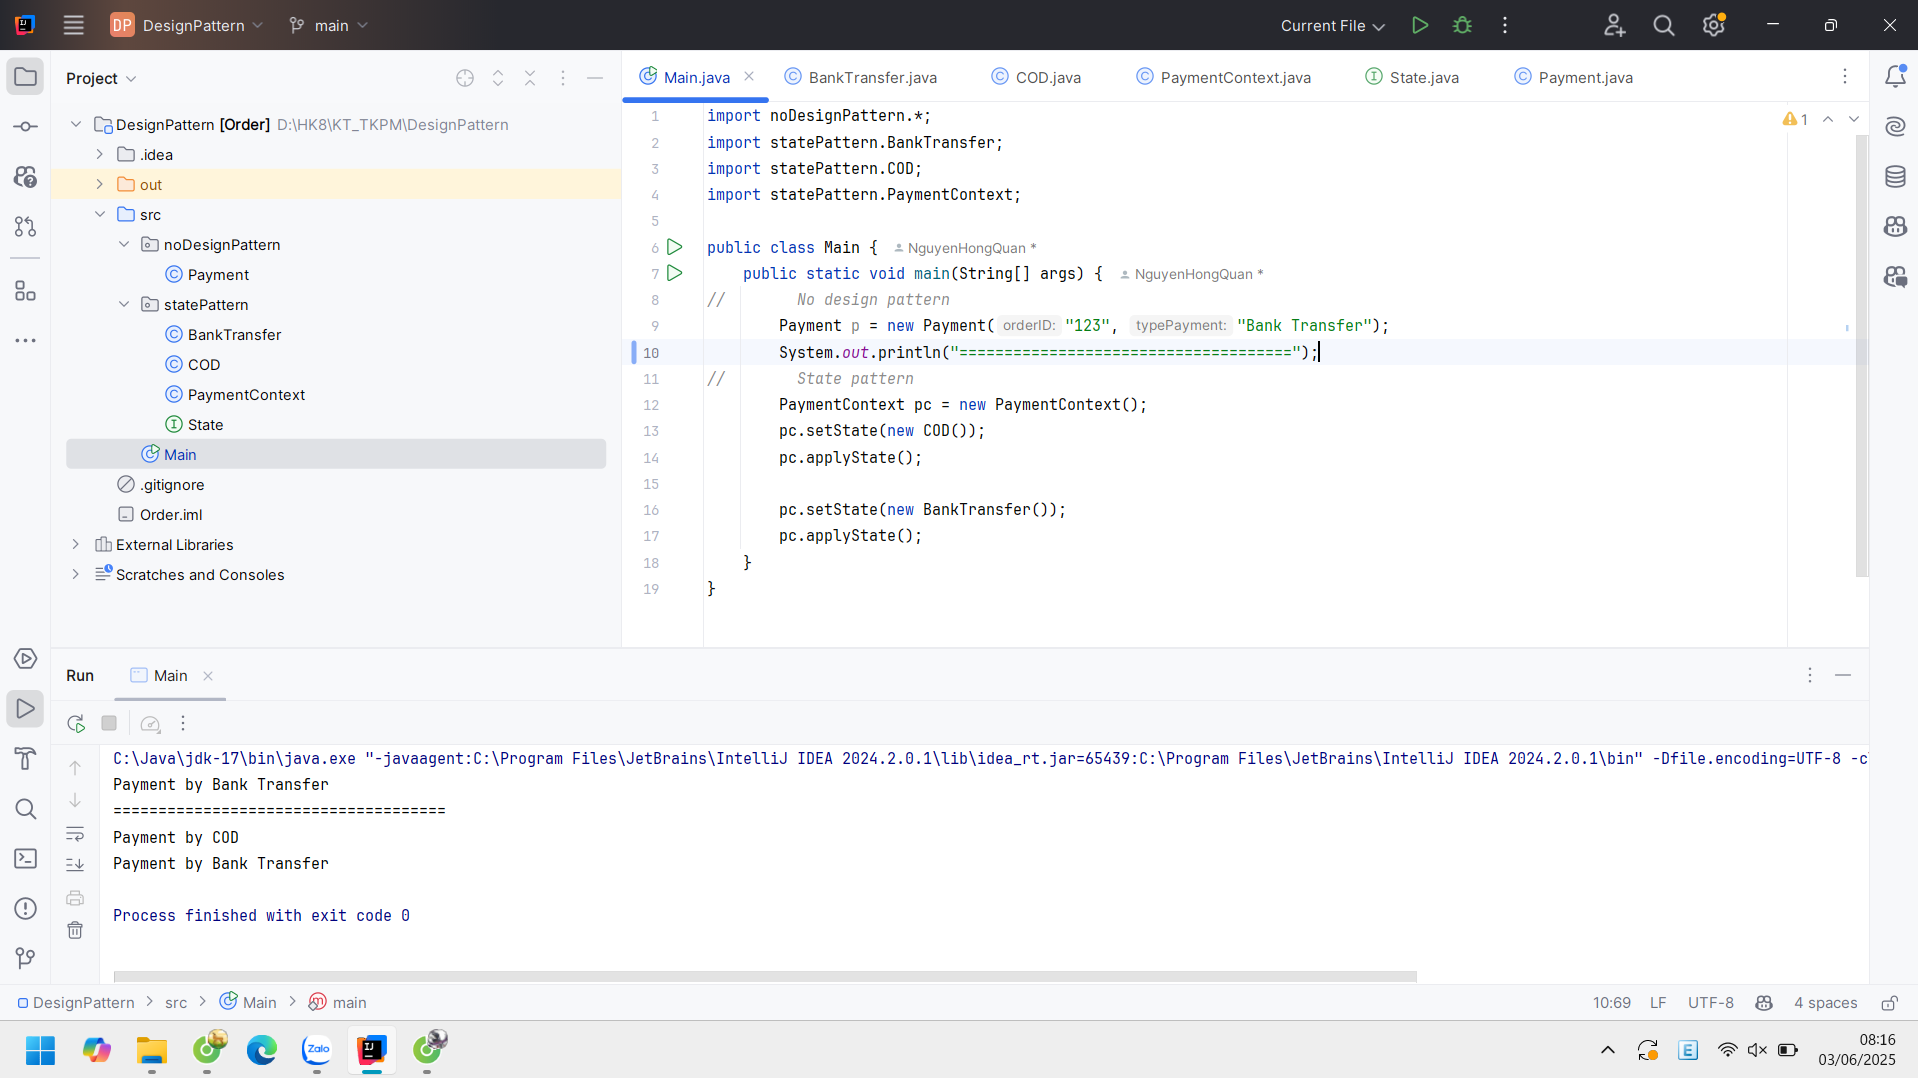 DP DesignPattern main Current File
Project
Main.java BankTransfer.java COD.java PaymentContext.java State.java Payment.java
DesignPattern [Order] D:\HK8\KT_TKPM\DesignPattern
.idea
out
src
noDesignPattern
Payment
statePattern
BankTransfer
COD
PaymentContext
State
Main
.gitignore
Order.iml
External Libraries
Scratches and Consoles
1 import noDesignPattern.*;
2 import statePattern.BankTransfer;
3 import statePattern.COD;
4 import statePattern.PaymentContext;
5
6 public class Main { NguyenHongQuan *
7 public static void main(String[] args) { NguyenHongQuan *
8 // No design pattern
9 Payment p = new Payment( orderID: "123", typePayment: "Bank Transfer");
10 System.out.println("=====================================");
11 // State pattern
12 PaymentContext pc = new PaymentContext();
13 pc.setState(new COD());
14 pc.applyState();
15
16 pc.setState(new BankTransfer());
17 pc.applyState();
18 }
19 }
1
Run Main
C:\Java\jdk-17\bin\java.exe "-javaagent:C:\Program Files\JetBrains\IntelliJ IDEA 2024.2.0.1\lib\idea_rt.jar=65439:C:\Program Files\JetBrains\IntelliJ IDEA 2024.2.0.1\bin" -Dfile.encoding=UTF-8 -c
Payment by Bank Transfer
=====================================
Payment by COD
Payment by Bank Transfer
Process finished with exit code 0
DesignPattern > src > Main > main 10:69 LF UTF-8 4 spaces
Zalo
08:16
03/06/2025